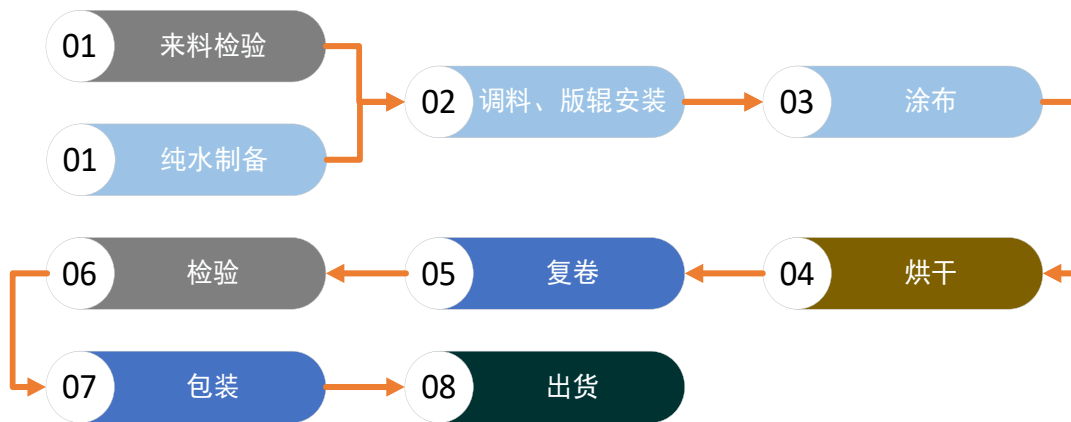 01 来料检验
01 纯水制备
02 调料、版辊安装
03 涂布
04 烘干
05 复卷
06 检验
07 包装
08 出货